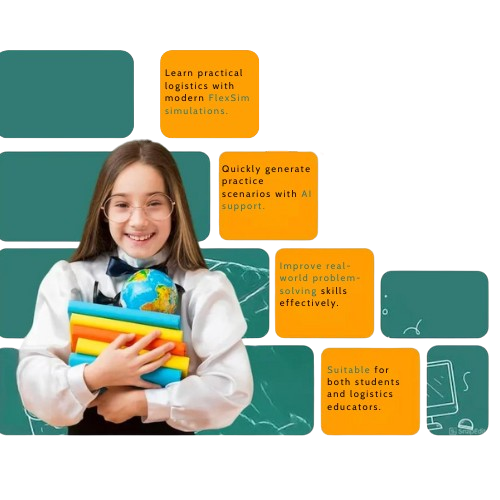 Learn practical
logistics with
modern FlexSim
simulations.
Quickly generate
practice
scenarios with AI
support.
Improve real-
world problem-
solving skills
effectively.
Suitable for
both students
and logistics
educators.